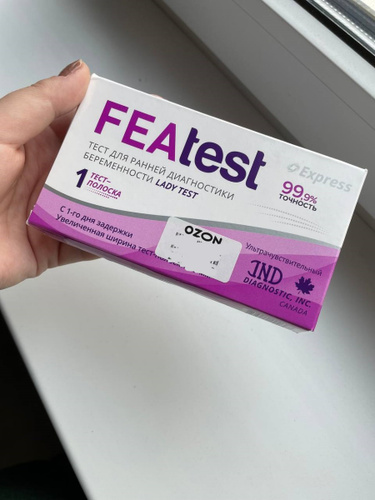 FEAtest
Express
ТЕСТ ДЛЯ РАННЕЙ ДИАГНОСТИКИ
БЕРЕМЕННОСТИ LADY TEST
99.9%
ТОЧНОСТЬ
1 ТЕСТ-
ПОЛОСКА
С 1-го дня задержки
Увеличенная ширина тест-
OZON
Ультрачувствительный
IND
DIAGNOSTIC, INC.
CANADA